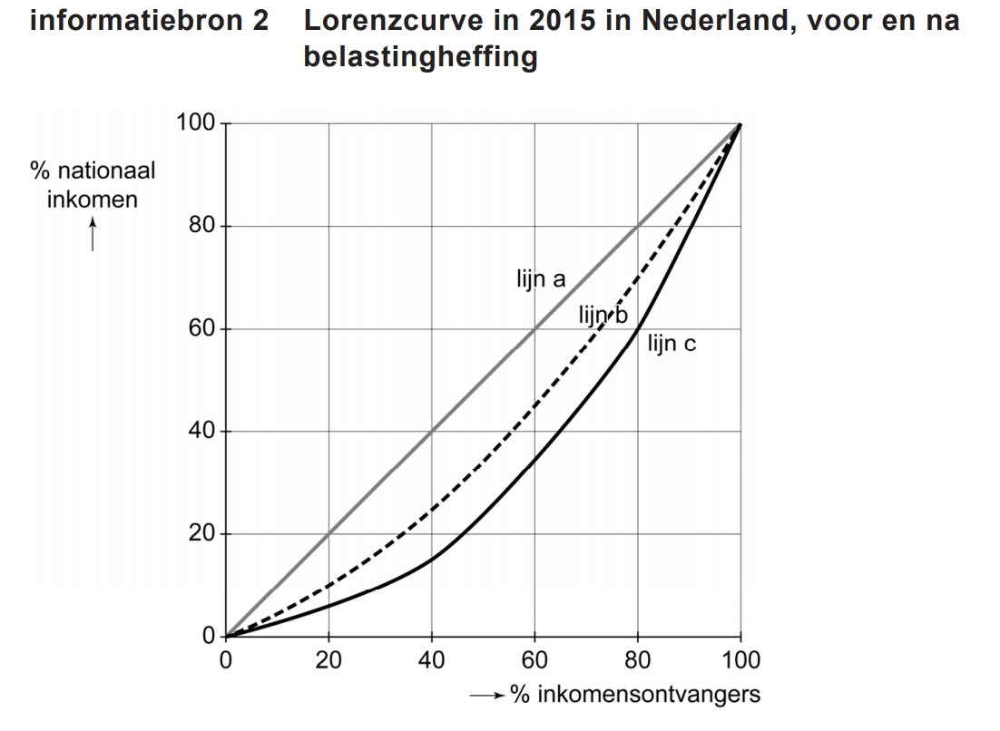 informatiebron 2 Lorenzcurve in 2015 in Nederland, voor en na
belastingheffing
100
% nationaal
inkomen
80
lijn a
lijn b
60
lijn c
40
20
0
0 20 40 60 80 100
% inkomensontvangers